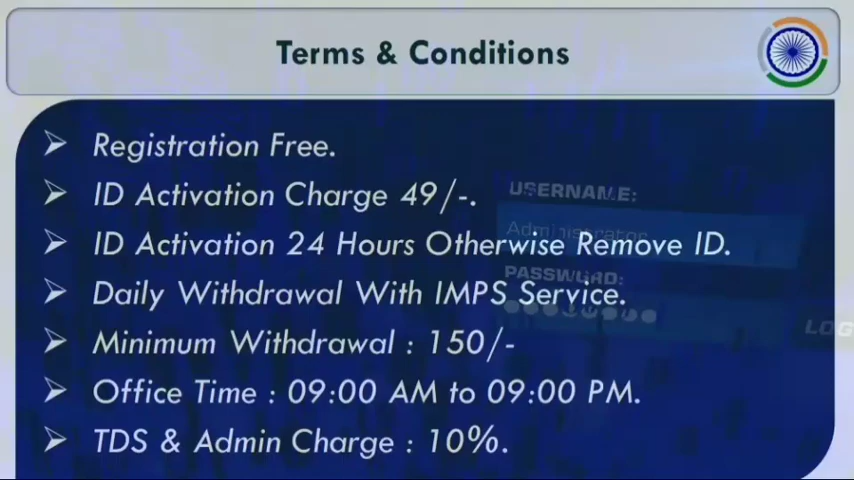 Terms & Conditions
Registration Free.
ID Activation Charge 49/-.
USERNAME:
Administrator
ID Activation 24 Hours Otherwise Remove ID.
PASSWORD:
Daily Withdrawal With IMPS Service.
LOG
Minimum Withdrawal : 150/-
Office Time : 09:00 AM to 09:00 PM.
TDS & Admin Charge : 10%.